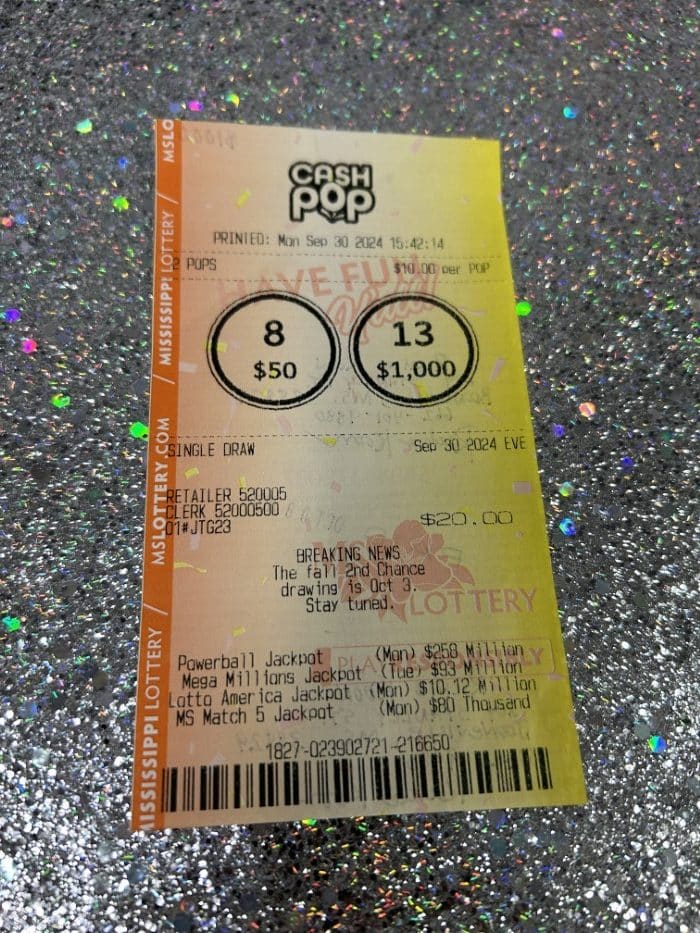 CASH
POP
PRINTED: Mon Sep 30 2024 15:42:14
2 POPS $10.00 per POP
HAVE FUN
8 13
$50 $1,000
SINGLE DRAW Sep 30 2024 EVE
RETAILER 520005
CLERK 52000500
01#JTG23
$20.00
BREAKING NEWS
The fall 2nd Chance
drawing is Oct 3.
Stay tuned.
LOTTERY
Powerball Jackpot (Mon) $258 Million
Mega Millions Jackpot (Tue) $93 Million
Lotto America Jackpot (Mon) $10.12 Million
MS Match 5 Jackpot (Mon) $80 Thousand
1827-023902721-216650
MISSISSIPPI LOTTERY / MSLOTTERY.COM / MISSISSIPPI LOTTERY / MSLO